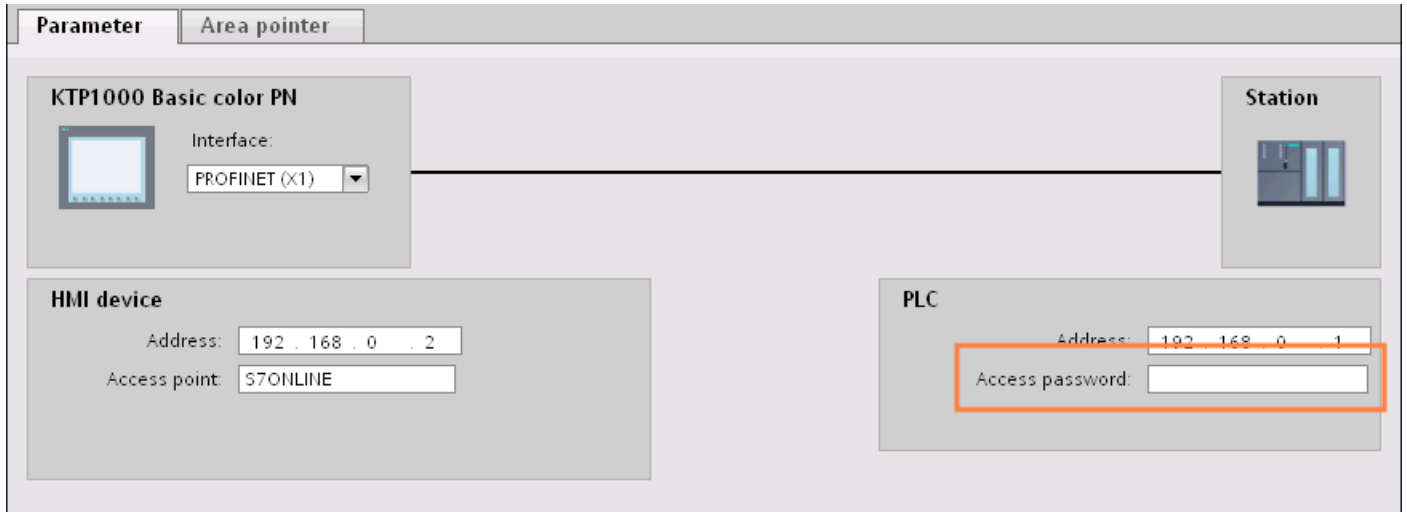 Parameter Area pointer
KTP1000 Basic color PN
Interface:
PROFINET (X1)
Station
HMI device
Address: 192 . 168 . 0 . 2
Access point: S7ONLINE
PLC
Address: 192 . 168 . 0 . 1
Access password: